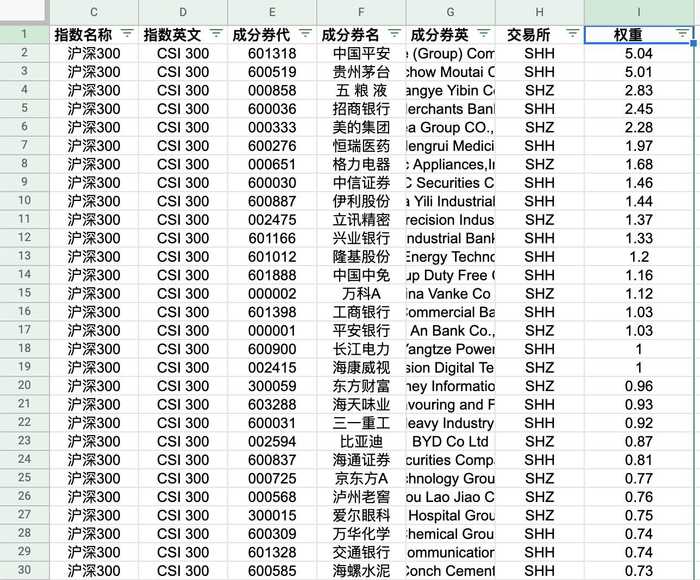 C D E F G H I
1 指数名称 指数英文 成分券代 成分券名 成分券英 交易所 权重
2 沪深300 CSI 300 601318 中国平安 (Group) Com SHH 5.04
3 沪深300 CSI 300 600519 贵州茅台 chow Moutai C SHH 5.01
4 沪深300 CSI 300 000858 五 粮 液 angye Yibin C SHZ 2.83
5 沪深300 CSI 300 600036 招商银行 lerchants Ban SHH 2.45
6 沪深300 CSI 300 000333 美的集团 a Group CO., SHZ 2.28
7 沪深300 CSI 300 600276 恒瑞医药 lengrui Medici SHH 1.97
8 沪深300 CSI 300 000651 格力电器 c Appliances,I SHZ 1.68
9 沪深300 CSI 300 600030 中信证券 C Securities C SHH 1.46
10 沪深300 CSI 300 600887 伊利股份 a Yili Industrial SHH 1.44
11 沪深300 CSI 300 002475 立讯精密 recision Indus SHZ 1.37
12 沪深300 CSI 300 601166 兴业银行 ndustrial Bank SHH 1.33
13 沪深300 CSI 300 601012 隆基股份 Energy Techno SHH 1.2
14 沪深300 CSI 300 601888 中国中免 up Duty Free SHH 1.16
15 沪深300 CSI 300 000002 万科A na Vanke Co SHZ 1.12
16 沪深300 CSI 300 601398 工商银行 ommercial Ba SHH 1.03
17 沪深300 CSI 300 000001 平安银行 An Bank Co., SHZ 1.03
18 沪深300 CSI 300 600900 长江电力 angtze Power SHH 1
19 沪深300 CSI 300 002415 海康威视 sion Digital Te SHZ 1
20 沪深300 CSI 300 300059 东方财富 ney Informatio SHZ 0.96
21 沪深300 CSI 300 603288 海天味业 avouring and F SHH 0.93
22 沪深300 CSI 300 600031 三一重工 eavy Industry SHH 0.92
23 沪深300 CSI 300 002594 比亚迪 BYD Co Ltd SHZ 0.87
24 沪深300 CSI 300 600837 海通证券 curities Comp SHH 0.81
25 沪深300 CSI 300 000725 京东方A chnology Grou SHZ 0.77
26 沪深300 CSI 300 000568 泸州老窖 ou Lao Jiao C SHZ 0.76
27 沪深300 CSI 300 300015 爱尔眼科 Hospital Grou SHZ 0.75
28 沪深300 CSI 300 600309 万华化学 Chemical Grou SHH 0.74
29 沪深300 CSI 300 601328 交通银行 ommunication SHH 0.74
30 沪深300 CSI 300 600585 海螺水泥 Conch Cement SHH 0.73